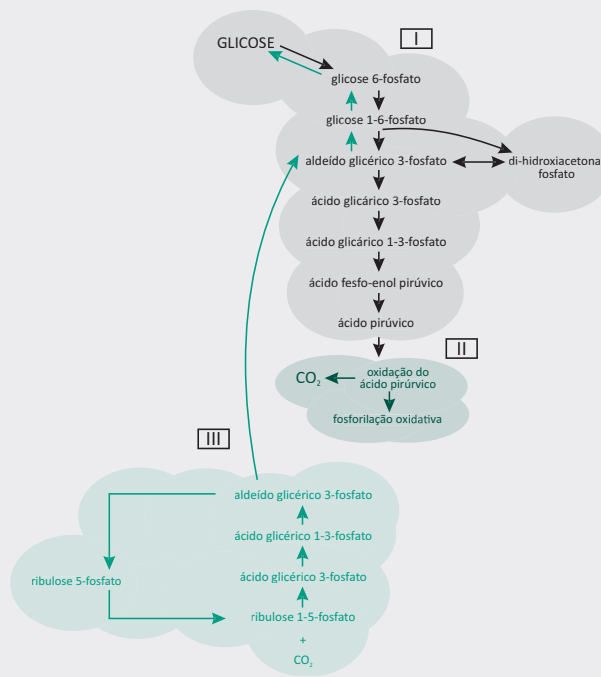 I
GLICOSE
glicose 6-fosfato
glicose 1-6-fosfato
aldeído glicérico 3-fosfato
di-hidroxiacetona
fosfato
ácido glicárico 3-fosfato
ácido glicárico 1-3-fosfato
ácido fesfo-enol pirúvico
ácido pirúvico
II
CO₂
oxidação do
ácido pirúrvico
fosforilação oxidativa
III
aldeído glicérico 3-fosfato
ácido glicérico 1-3-fosfato
ácido glicérico 3-fosfato
ribulose 5-fosfato
ribulose 1-5-fosfato
+
CO₂